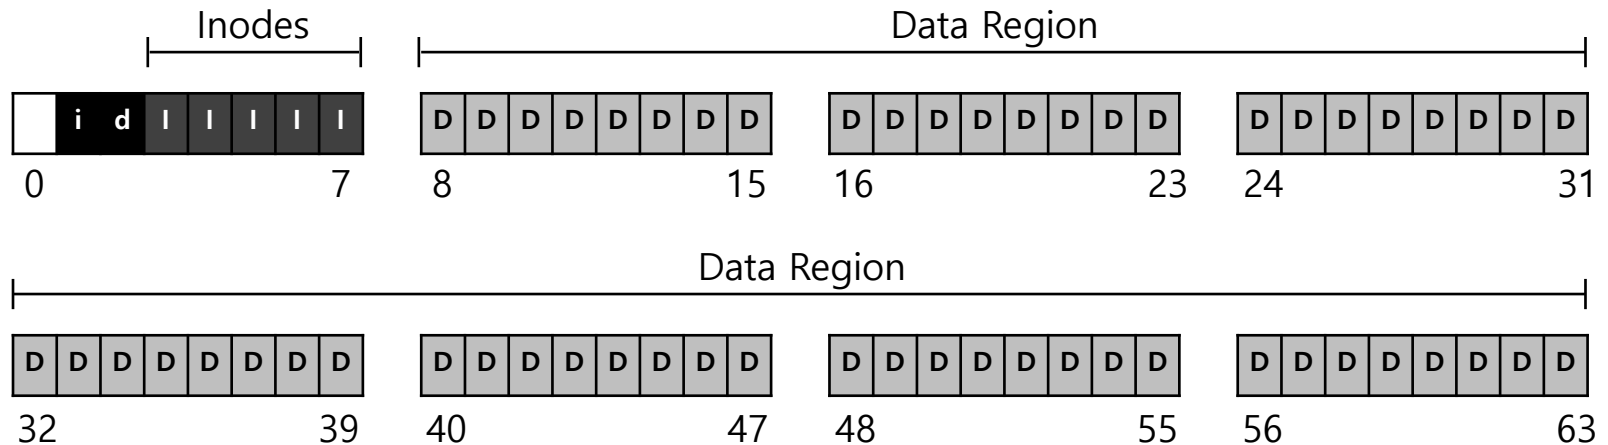 Inodes Data Region
i d I I I I I D D D D D D D D D D D D D D D D D D D D D D D D
0 7 8 15 16 23 24 31
Data Region
D D D D D D D D D D D D D D D D D D D D D D D D D D D D D D D D
32 39 40 47 48 55 56 63